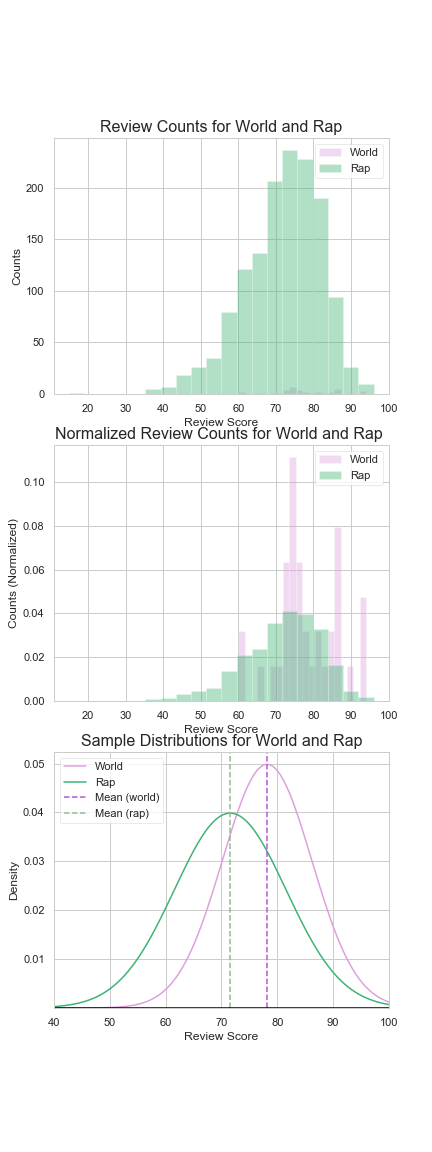 Review Counts for World and Rap
World
Rap
200
150
100
50
0
Counts
20 30 40 50 60 70 80 90 100
Review Score
Normalized Review Counts for World and Rap
World
Rap
0.10
0.08
0.06
0.04
0.02
0.00
Counts (Normalized)
20 30 40 50 60 70 80 90 100
Review Score
Sample Distributions for World and Rap
World
Rap
Mean (world)
Mean (rap)
0.05
0.04
0.03
0.02
0.01
Density
40 50 60 70 80 90 100
Review Score